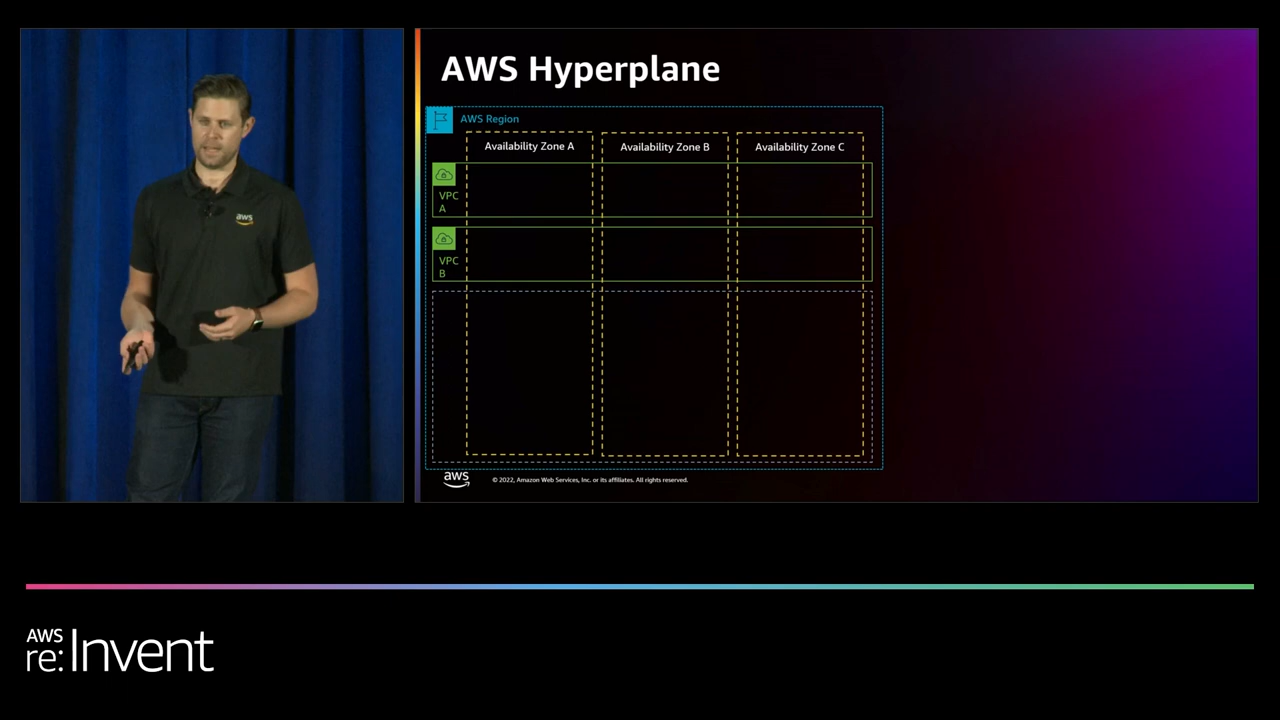 aws
AWS Hyperplane
AWS Region
Availability Zone A
Availability Zone B
Availability Zone C
VPC
A
VPC
B
aws
© 2022, Amazon Web Services, Inc. or its affiliates. All rights reserved.
AWS
re:Invent